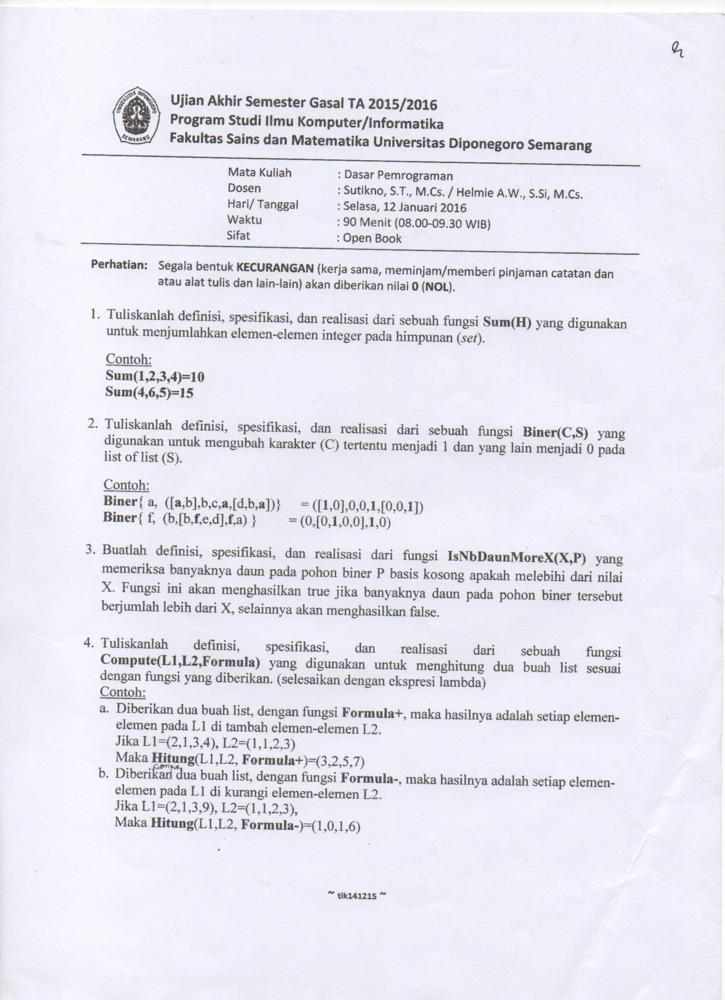 UNIVERSITAS DIPONEGORO
SEMARANG
Ujian Akhir Semester Gasal TA 2015/2016
Program Studi Ilmu Komputer/Informatika
Fakultas Sains dan Matematika Universitas Diponegoro Semarang
Mata Kuliah : Dasar Pemrograman
Dosen : Sutikno, S.T., M.Cs. / Helmie A.W., S.Si, M.Cs.
Hari/ Tanggal : Selasa, 12 Januari 2016
Waktu : 90 Menit (08.00-09.30 WIB)
Sifat : Open Book
Perhatian: Segala bentuk KECURANGAN (kerja sama, meminjam/memberi pinjaman catatan dan
atau alat tulis dan lain-lain) akan diberikan nilai 0 (NOL).
1. Tuliskanlah definisi, spesifikasi, dan realisasi dari sebuah fungsi Sum(H) yang digunakan
untuk menjumlahkan elemen-elemen integer pada himpunan (set).
Contoh:
Sum(1,2,3,4)=10
Sum(4,6,5)=15
2. Tuliskanlah definisi, spesifikasi, dan realisasi dari sebuah fungsi Biner(C,S) yang
digunakan untuk mengubah karakter (C) tertentu menjadi 1 dan yang lain menjadi 0 pada
list of list (S).
Contoh:
Biner{ a, ([a,b],b,c,a,[d,b,a])} = ([1,0],0,0,1,[0,0,1])
Biner{ f, (b,[b,f,e,d],f,a) } = (0,[0,1,0,0],1,0)
3. Buatlah definisi, spesifikasi, dan realisasi dari fungsi IsNbDaunMoreX(X,P) yang
memeriksa banyaknya daun pada pohon biner P basis kosong apakah melebihi dari nilai
X. Fungsi ini akan menghasilkan true jika banyaknya daun pada pohon biner tersebut
berjumlah lebih dari X, selainnya akan menghasilkan false.
4. Tuliskanlah definisi, spesifikasi, dan realisasi dari sebuah fungsi
Compute(L1,L2,Formula) yang digunakan untuk menghitung dua buah list sesuai
dengan fungsi yang diberikan. (selesaikan dengan ekspresi lambda)
Contoh:
a. Diberikan dua buah list, dengan fungsi Formula+, maka hasilnya adalah setiap elemen-
elemen pada L1 di tambah elemen-elemen L2.
Jika L1=(2,1,3,4), L2=(1,1,2,3)
Maka Hitung(L1,L2, Formula+)=(3,2,5,7)
b. Diberikan dua buah list, dengan fungsi Formula-, maka hasilnya adalah setiap elemen-
elemen pada L1 di kurangi elemen-elemen L2.
Jika L1=(2,1,3,9), L2=(1,1,2,3),
Maka Hitung(L1,L2, Formula-)=(1,0,1,6)
~ tik141215 ~